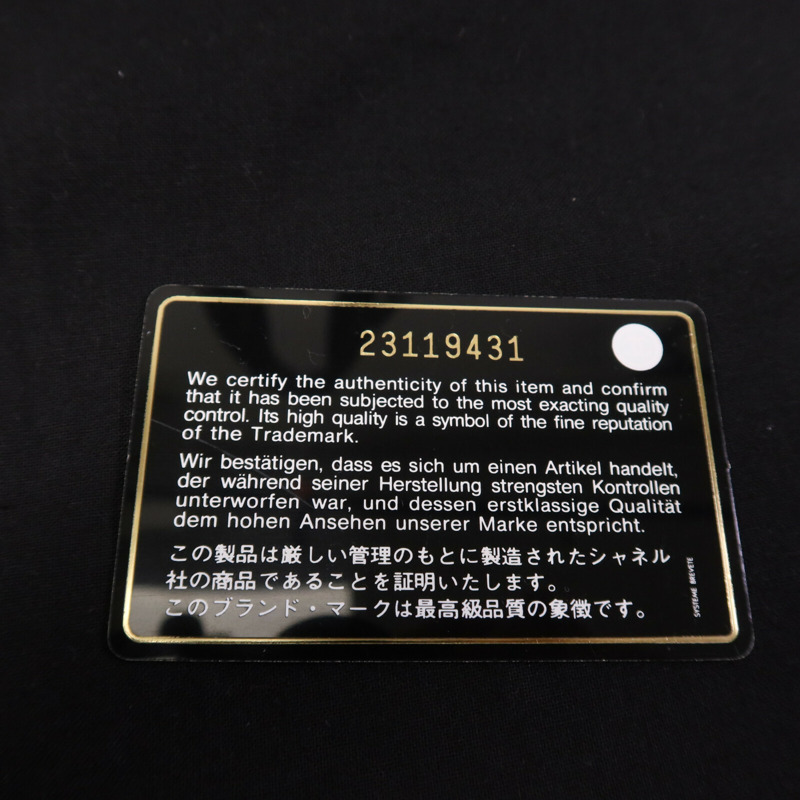 23119431
We certify the authenticity of this item and confirm
that it has been subjected to the most exacting quality
control. Its high quality is a symbol of the fine reputation
of the Trademark.
Wir bestätigen, dass es sich um einen Artikel handelt,
der während seiner Herstellung strengsten Kontrollen
unterworfen war, und dessen erstklassige Qualität
dem hohen Ansehen unserer Marke entspricht.
この製品は厳しい管理のもとに製造されたシャネル
社の商品であることを証明いたします。
このブランド・マークは最高級品質の象徴です。
SYSTEME BREVETE